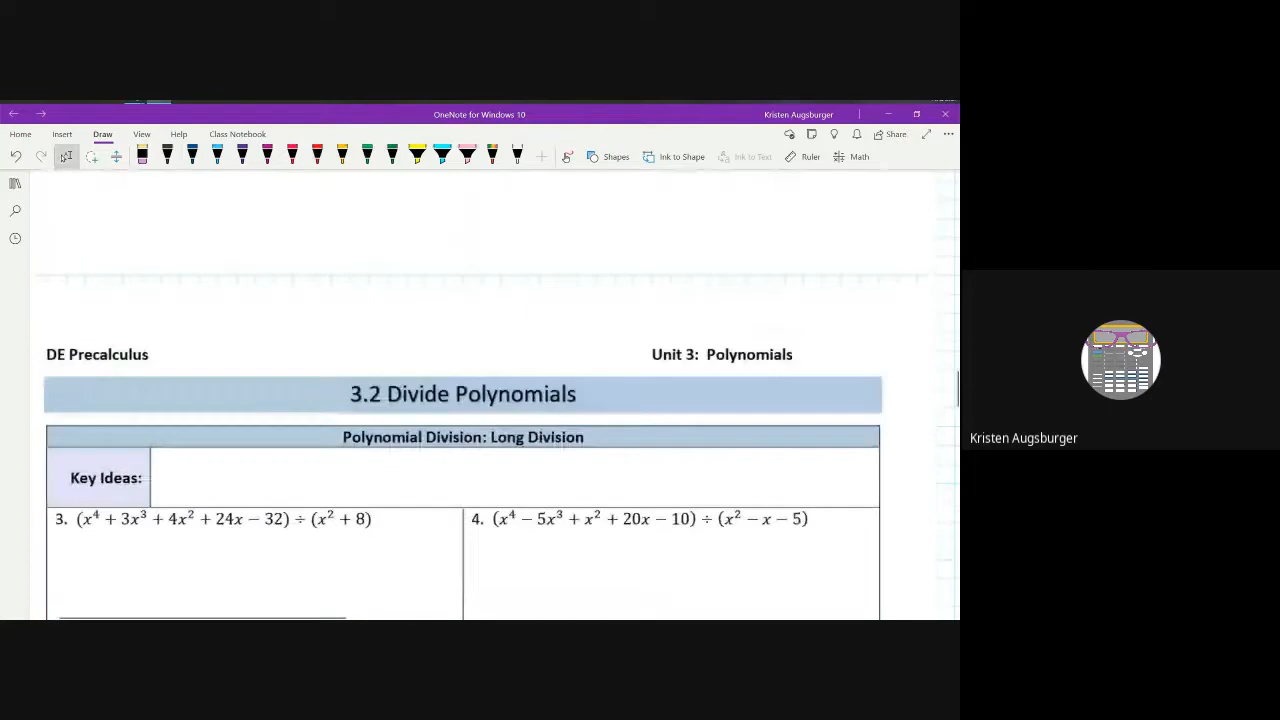 OneNote for Windows 10
Kristen Augsburger
Home Insert Draw View Help Class Notebook
Share
Shapes Ink to Shape Ink to Text Ruler Math
DE Precalculus Unit 3: Polynomials
3.2 Divide Polynomials
Polynomial Division: Long Division
Key Ideas:
3. (x⁴ + 3x³ + 4x² + 24x − 32) ÷ (x² + 8)
4. (x⁴ − 5x³ + x² + 20x − 10) ÷ (x² − x − 5)
Kristen Augsburger